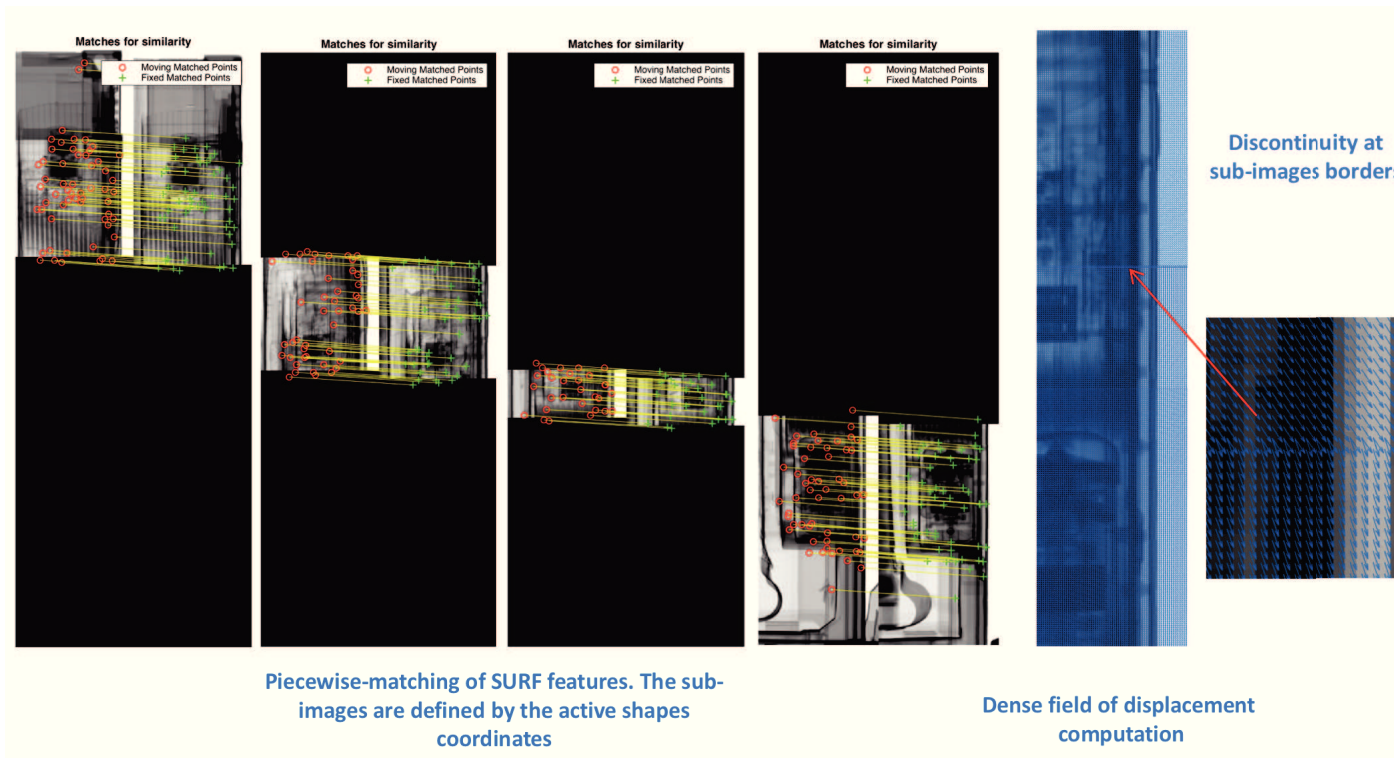 Matches for similarity
Moving Matched Points
Fixed Matched Points
Matches for similarity
Moving Matched Points
Fixed Matched Points
Matches for similarity
Moving Matched Points
Fixed Matched Points
Matches for similarity
Moving Matched Points
Fixed Matched Points
Discontinuity at
sub-images borders
Piecewise-matching of SURF features. The sub-
images are defined by the active shapes
coordinates
Dense field of displacement
computation